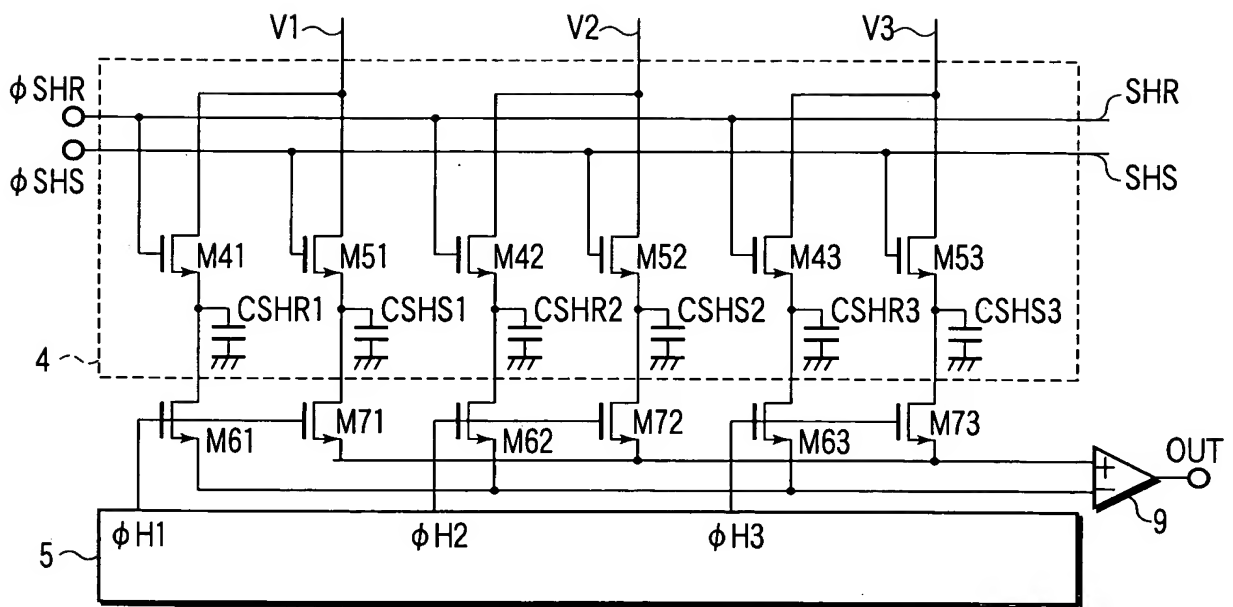 V1 V2 V3
φSHR SHR
φSHS SHS
M41 M51 M42 M52 M43 M53
CSHR1 CSHS1 CSHR2 CSHS2 CSHR3 CSHS3
4
M61 M71 M62 M72 M63 M73
OUT
+
−
9
φH1 φH2 φH3
5